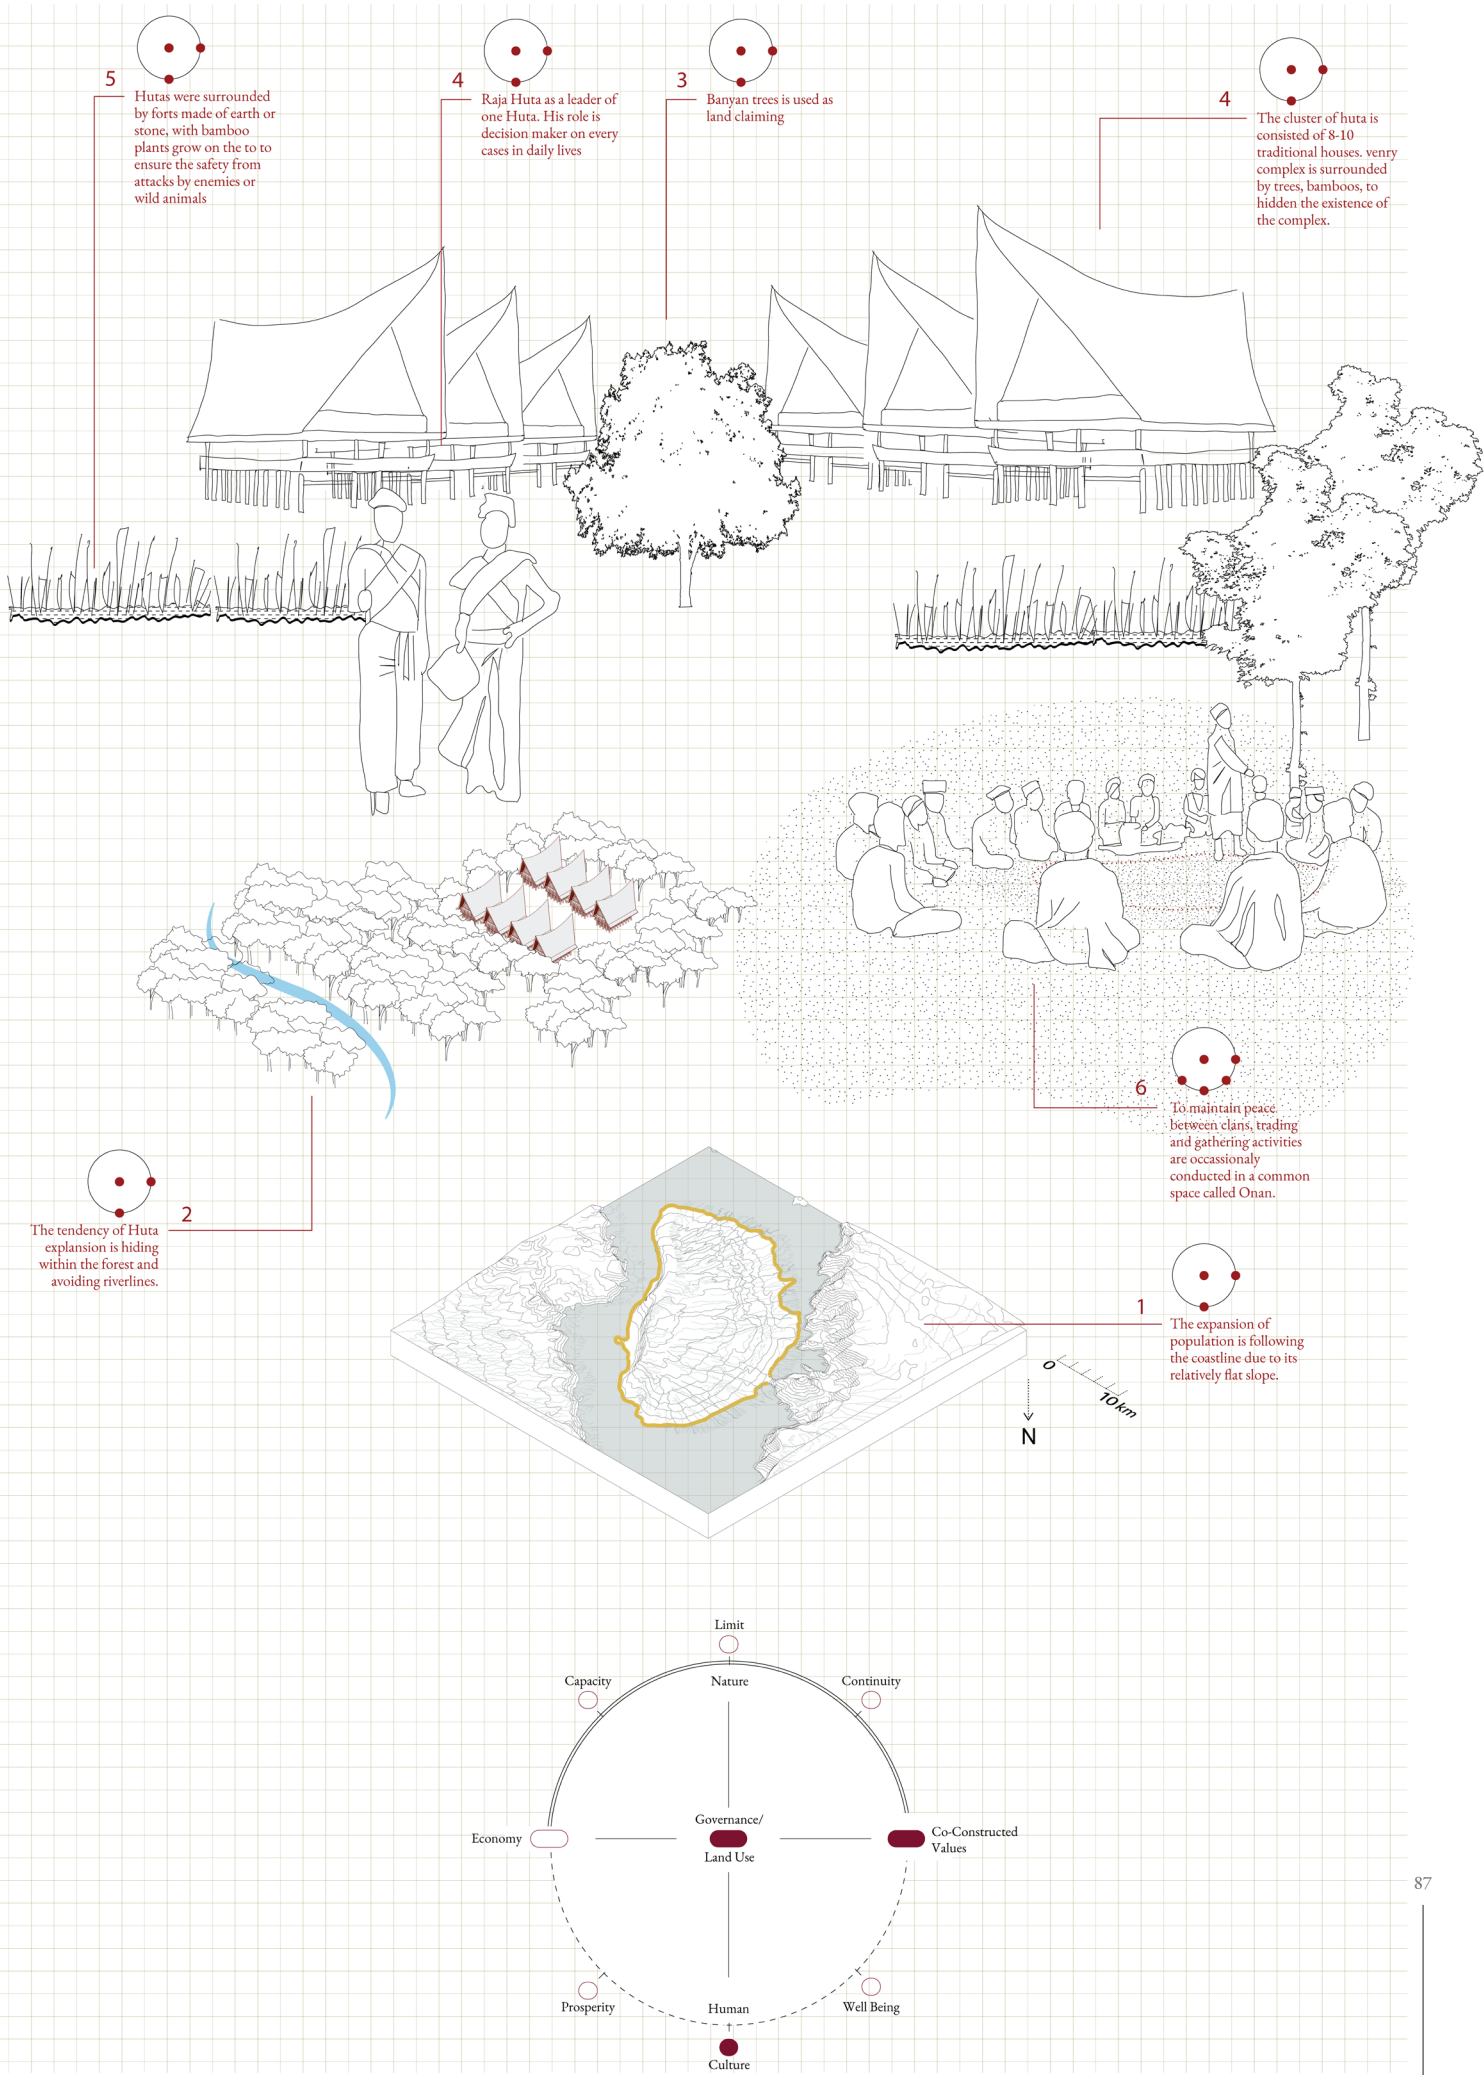 5
Hutas were surrounded
by forts made of earth or
stone, with bamboo
plants grow on the to to
ensure the safety from
attacks by enemies or
wild animals
4
Raja Huta as a leader of
one Huta. His role is
decision maker on every
cases in daily lives
3
Banyan trees is used as
land claiming
4
The cluster of huta is
consisted of 8-10
traditional houses. venry
complex is surrounded
by trees, bamboos, to
hidden the existence of
the complex.
6
To maintain peace
between clans, trading
and gathering activities
are occassionaly
conducted in a common
space called Onan.
2
The tendency of Huta
explansion is hiding
within the forest and
avoiding riverlines.
1
The expansion of
population is following
the coastline due to its
relatively flat slope.
0
10 km
N
Limit
Capacity
Nature
Continuity
Governance/
Economy
Co-Constructed
Values
Land Use
87
Prosperity
Human
Well Being
Culture